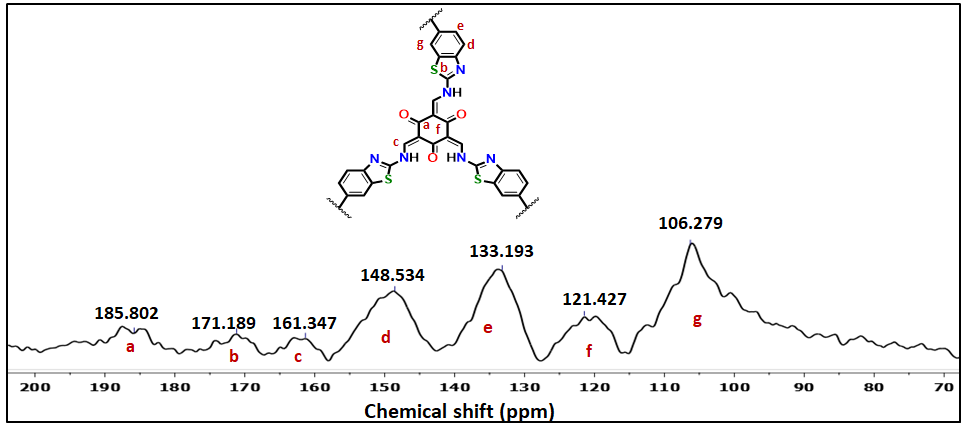 e
g
d
S
b
N
NH
O
O
a
f
c
N
NH
O
HN
N
S
S
106.279
133.193
148.534
121.427
185.802
171.189
161.347
a
b
c
d
e
f
g
200 190 180 170 160 150 140 130 120 110 100 90 80 70
Chemical shift (ppm)